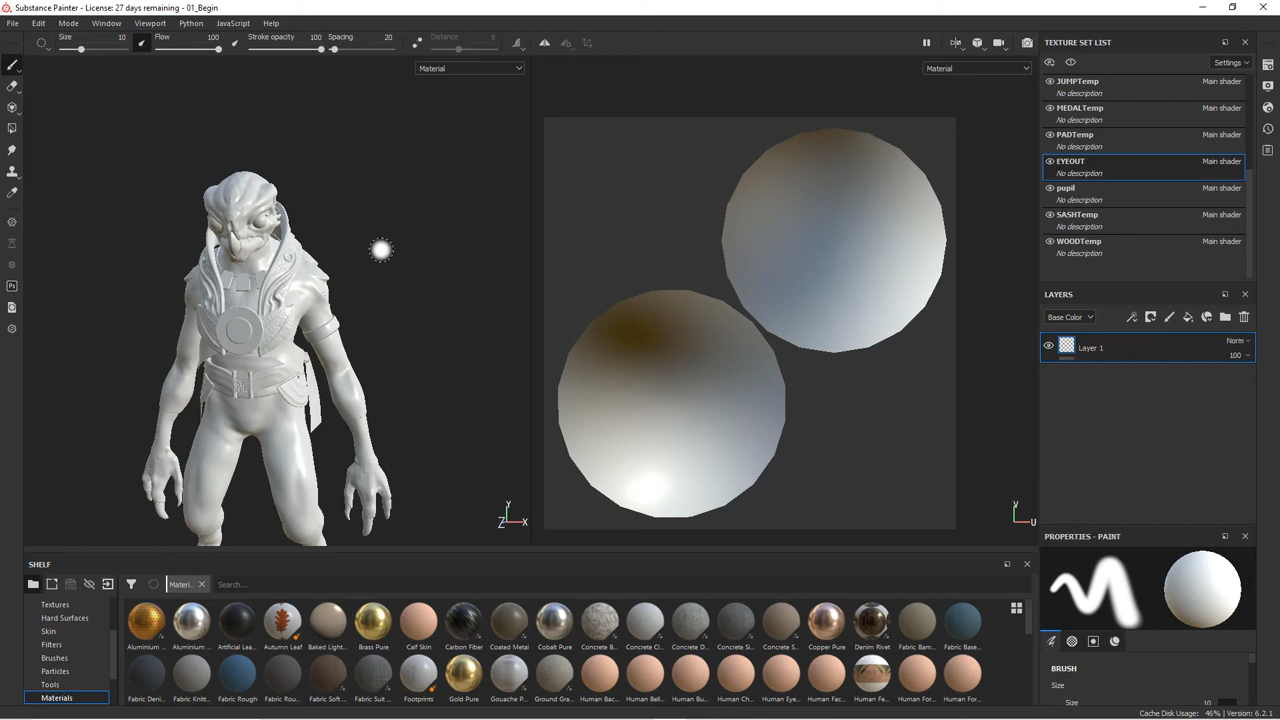 Substance Painter - License: 27 days remaining - 01_Begin
File Edit Mode Window Viewport Python JavaScript Help
Size 10 Flow 100 Stroke opacity 100 Spacing 20 Distance 8
Material
Material
TEXTURE SET LIST
Settings
JUMPTemp Main shader
No description
MEDALTemp Main shader
No description
PADTemp Main shader
No description
EYEOUT Main shader
No description
pupil Main shader
No description
SASHTemp Main shader
No description
WOODTemp Main shader
No description
LAYERS
Base Color
Layer 1 Norm
100
Ps
Y
Z X
V
U
PROPERTIES - PAINT
BRUSH
Size
Size 10
SHELF
Materi... Search...
Textures
Hard Surfaces
Skin
Filters
Brushes
Particles
Tools
Materials
Aluminium ... Aluminium ... Artificial Lea... Autumn Leaf Baked Light... Brass Pure Calf Skin Carbon Fiber Coated Metal Cobalt Pure Concrete B... Concrete Cl... Concrete D... Concrete Si... Concrete S... Copper Pure Denim Rivet Fabric Bam... Fabric Base...
Fabric Deni... Fabric Knitt... Fabric Rough Fabric Rou... Fabric Soft ... Fabric Suit ... Footprints Gold Pure Gouache P... Ground Gra... Human Bac... Human Bell... Human Bu... Human Ch... Human Eye... Human Fac... Human Fe... Human For... Human For...
Cache Disk Usage: 46% | Version: 6.2.1